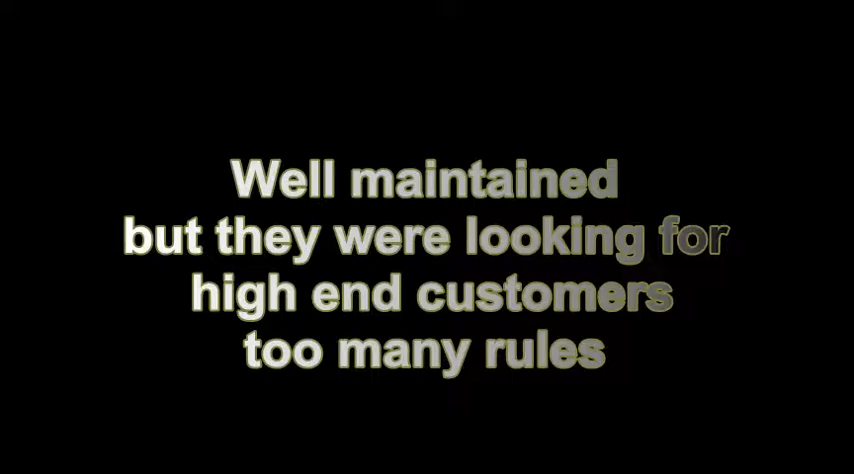 Well maintained
but they were looking for
high end customers
too many rules